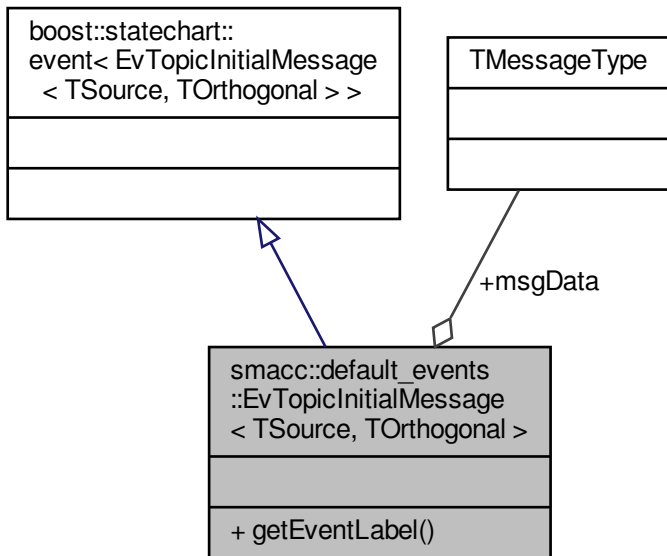 boost::statechart::
event< EvTopicInitialMessage
< TSource, TOrthogonal > >
TMessageType
+msgData
smacc::default_events
::EvTopicInitialMessage
< TSource, TOrthogonal >
+ getEventLabel()